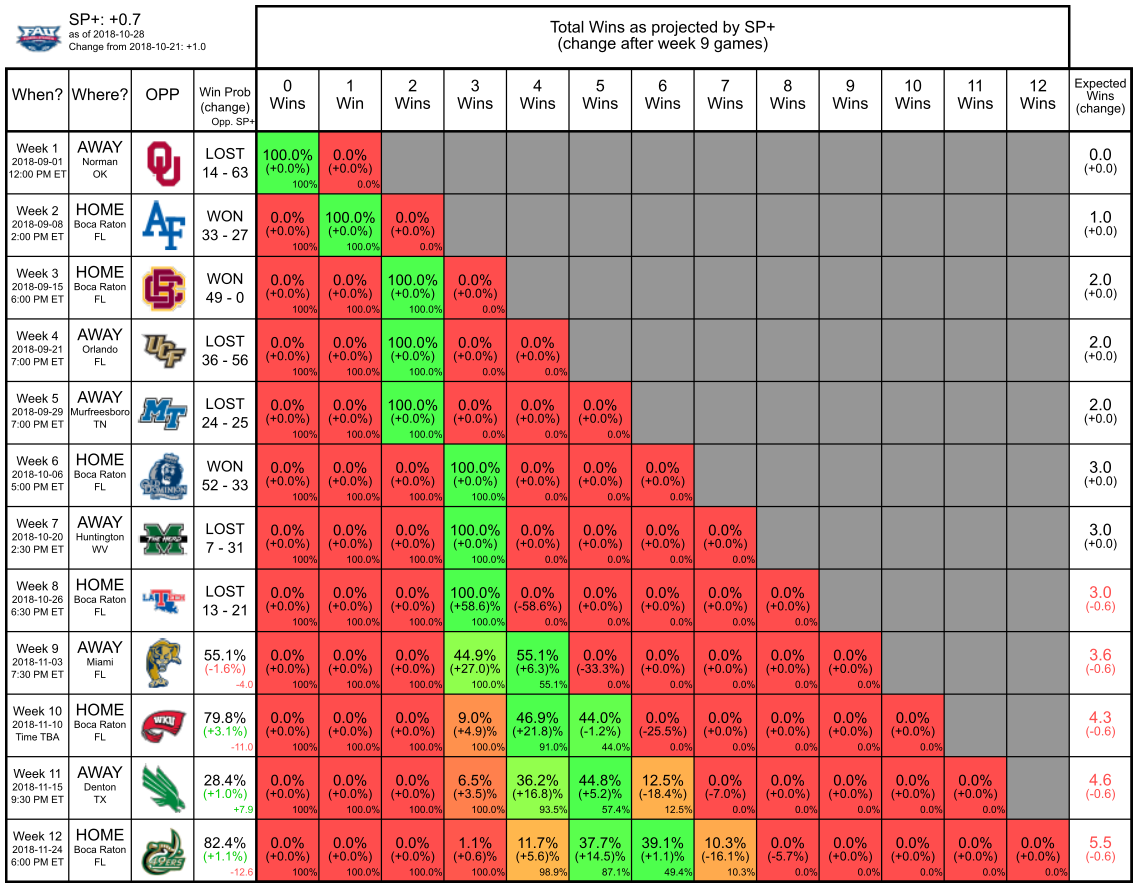 SP+: +0.7
as of 2018-10-28
Change from 2018-10-21: +1.0
Total Wins as projected by SP+
(change after week 9 games)
When? Where? OPP Win Prob (change) Opp. SP+ 0 Wins 1 Win 2 Wins 3 Wins 4 Wins 5 Wins 6 Wins 7 Wins 8 Wins 9 Wins 10 Wins 11 Wins 12 Wins Expected Wins (change)
Week 1 AWAY LOST 100.0% 0.0% 0.0
2018-09-01 Norman (+0.0%) (+0.0%) (+0.0)
12:00 PM ET OK 14 - 63 100% 0.0%
Week 2 HOME WON 0.0% 100.0% 0.0% 1.0
2018-09-08 Boca Raton (+0.0%) (+0.0%) (+0.0%) (+0.0)
2:00 PM ET FL 33 - 27 100% 100.0% 0.0%
Week 3 HOME WON 0.0% 0.0% 100.0% 0.0% 2.0
2018-09-15 Boca Raton (+0.0%) (+0.0%) (+0.0%) (+0.0%) (+0.0)
6:00 PM ET FL 49 - 0 100% 100.0% 100.0% 0.0%
Week 4 AWAY UCF LOST 0.0% 0.0% 100.0% 0.0% 0.0% 2.0
2018-09-21 Orlando (+0.0%) (+0.0%) (+0.0%) (+0.0%) (+0.0%) (+0.0)
7:00 PM ET FL 36 - 56 100% 100.0% 100.0% 0.0% 0.0%
Week 5 AWAY MT LOST 0.0% 0.0% 100.0% 0.0% 0.0% 0.0% 2.0
2018-09-29 Murfreesboro (+0.0%) (+0.0%) (+0.0%) (+0.0%) (+0.0%) (+0.0%) (+0.0)
7:00 PM ET TN 24 - 25 100% 100.0% 100.0% 0.0% 0.0% 0.0%
Week 6 HOME WON 0.0% 0.0% 0.0% 100.0% 0.0% 0.0% 0.0% 3.0
2018-10-06 Boca Raton (+0.0%) (+0.0%) (+0.0%) (+0.0%) (+0.0%) (+0.0%) (+0.0%) (+0.0)
5:00 PM ET FL 52 - 33 100% 100.0% 100.0% 100.0% 0.0% 0.0% 0.0%
Week 7 AWAY THE HERD LOST 0.0% 0.0% 0.0% 100.0% 0.0% 0.0% 0.0% 0.0% 3.0
2018-10-20 Huntington (+0.0%) (+0.0%) (+0.0%) (+0.0%) (+0.0%) (+0.0%) (+0.0%) (+0.0%) (+0.0)
2:30 PM ET WV 7 - 31 100% 100.0% 100.0% 100.0% 0.0% 0.0% 0.0% 0.0%
Week 8 HOME LOST 0.0% 0.0% 0.0% 100.0% 0.0% 0.0% 0.0% 0.0% 0.0% 3.0
2018-10-26 Boca Raton (+0.0%) (+0.0%) (+0.0%) (+58.6)% (-58.6%) (+0.0%) (+0.0%) (+0.0%) (+0.0%) (-0.6)
6:30 PM ET FL 13 - 21 100% 100.0% 100.0% 100.0% 0.0% 0.0% 0.0% 0.0% 0.0%
Week 9 AWAY 55.1% 0.0% 0.0% 0.0% 44.9% 55.1% 0.0% 0.0% 0.0% 0.0% 0.0% 3.6
2018-11-03 Miami (-1.6%) (+0.0%) (+0.0%) (+0.0%) (+27.0)% (+6.3)% (-33.3%) (+0.0%) (+0.0%) (+0.0%) (+0.0%) (-0.6)
7:30 PM ET FL -4.0 100% 100.0% 100.0% 100.0% 55.1% 0.0% 0.0% 0.0% 0.0% 0.0%
Week 10 HOME WKU 79.8% 0.0% 0.0% 0.0% 9.0% 46.9% 44.0% 0.0% 0.0% 0.0% 0.0% 0.0% 4.3
2018-11-10 Boca Raton (+3.1%) (+0.0%) (+0.0%) (+0.0%) (+4.9)% (+21.8)% (-1.2%) (-25.5%) (+0.0%) (+0.0%) (+0.0%) (+0.0%) (-0.6)
Time TBA FL -11.0 100% 100.0% 100.0% 100.0% 91.0% 44.0% 0.0% 0.0% 0.0% 0.0% 0.0%
Week 11 AWAY 28.4% 0.0% 0.0% 0.0% 6.5% 36.2% 44.8% 12.5% 0.0% 0.0% 0.0% 0.0% 0.0% 4.6
2018-11-15 Denton (+1.0%) (+0.0%) (+0.0%) (+0.0%) (+3.5)% (+16.8)% (+5.2)% (-18.4%) (-7.0%) (+0.0%) (+0.0%) (+0.0%) (+0.0%) (-0.6)
9:30 PM ET TX +7.9 100% 100.0% 100.0% 100.0% 93.5% 57.4% 12.5% 0.0% 0.0% 0.0% 0.0% 0.0%
Week 12 HOME 49ERS 82.4% 0.0% 0.0% 0.0% 1.1% 11.7% 37.7% 39.1% 10.3% 0.0% 0.0% 0.0% 0.0% 0.0% 5.5
2018-11-24 Boca Raton (+1.1%) (+0.0%) (+0.0%) (+0.0%) (+0.6)% (+5.6)% (+14.5)% (+1.1)% (-16.1%) (-5.7%) (+0.0%) (+0.0%) (+0.0%) (+0.0%) (-0.6)
6:00 PM ET FL -12.6 100% 100.0% 100.0% 100.0% 98.9% 87.1% 49.4% 10.3% 0.0% 0.0% 0.0% 0.0% 0.0%